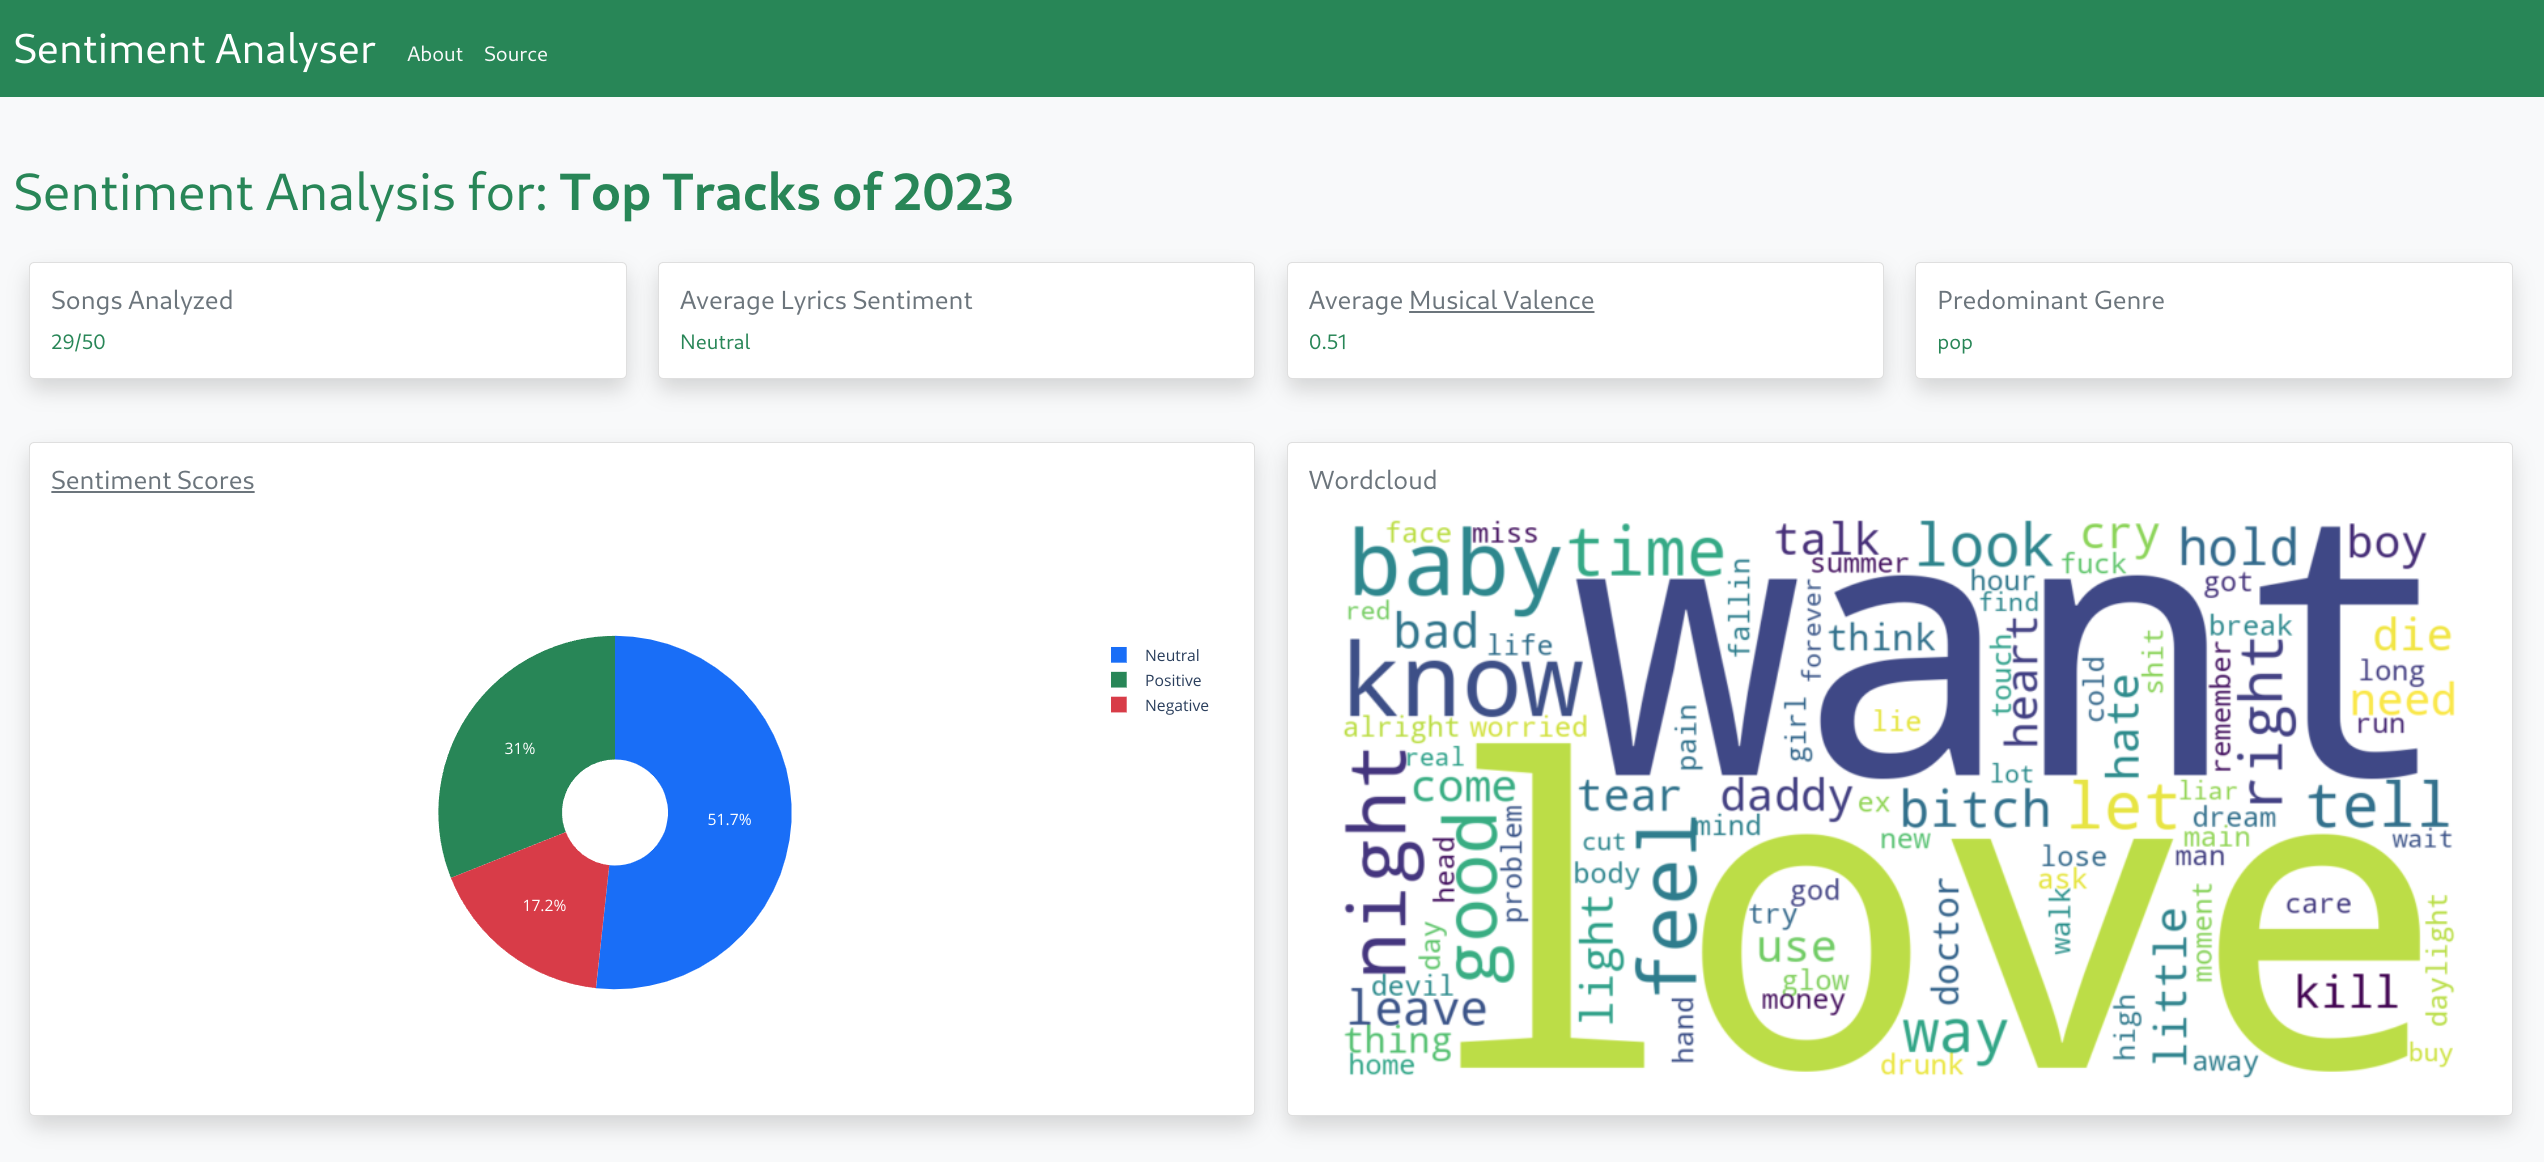 Sentiment Analyser About Source
Sentiment Analysis for: Top Tracks of 2023
Songs Analyzed
29/50
Average Lyrics Sentiment
Neutral
Average Musical Valence
0.51
Predominant Genre
pop
Sentiment Scores
31%
51.7%
17.2%
Neutral
Positive
Negative
Wordcloud
face
miss
baby
time
talk
summer
look
cry
fuck
hold
boy
got
hour
find
want
red
bad
life
fallin
forever
think
touch
heart
cold
shit
hate
break
remember
right
die
long
need
run
know
alright
worried
pain
girl
lie
real
come
night
tear
daddy
ex
lot
bitch
let
liar
dream
tell
wait
main
man
mind
cut
body
feel
new
lose
ask
walk
head
good
problem
day
devil
leave
thing
home
light
hand
love
god
try
use
glow
money
doctor
way
drunk
high
little
moment
away
care
kill
daylight
buy